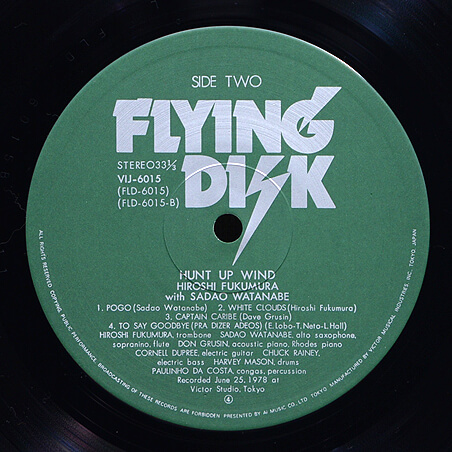 SIDE TWO
FLYING
DISK
STEREO33⅓
VIJ-6015
(FLD-6015)
(FLD-6015-B)
HUNT UP WIND
HIROSHI FUKUMURA
with SADAO WATANABE
1. POGO (Sadao Watanabe)  2. WHITE CLOUDS (Hiroshi Fukumura)
3. CAPTAIN CARIBE (Dave Grusin)
4. TO SAY GOODBYE (PRA DIZER ADEOS) (E.Lobo-T.Neto-L.Hall)
HIROSHI FUKUMURA, trombone  SADAO WATANABE, alto saxophone,
sopranino, flute  DON GRUSIN, acoustic piano, Rhodes piano
CORNELL DUPREE, electric guitar  CHUCK RAINEY,
electric bass  HARVEY MASON, drums
PAULINHO DA COSTA, congas, percussion
Recorded June 25, 1978 at
Victor Studio, Tokyo
④
ALL RIGHTS RESERVED COPYING, PUBLIC PERFORMANCE, BROADCASTING OF THESE RECORDS ARE FORBIDDEN. PRESENTED BY AI MUSIC CO., LTD. TOKYO. MANUFACTURED BY VICTOR MUSICAL INDUSTRIES, INC. TOKYO, JAPAN